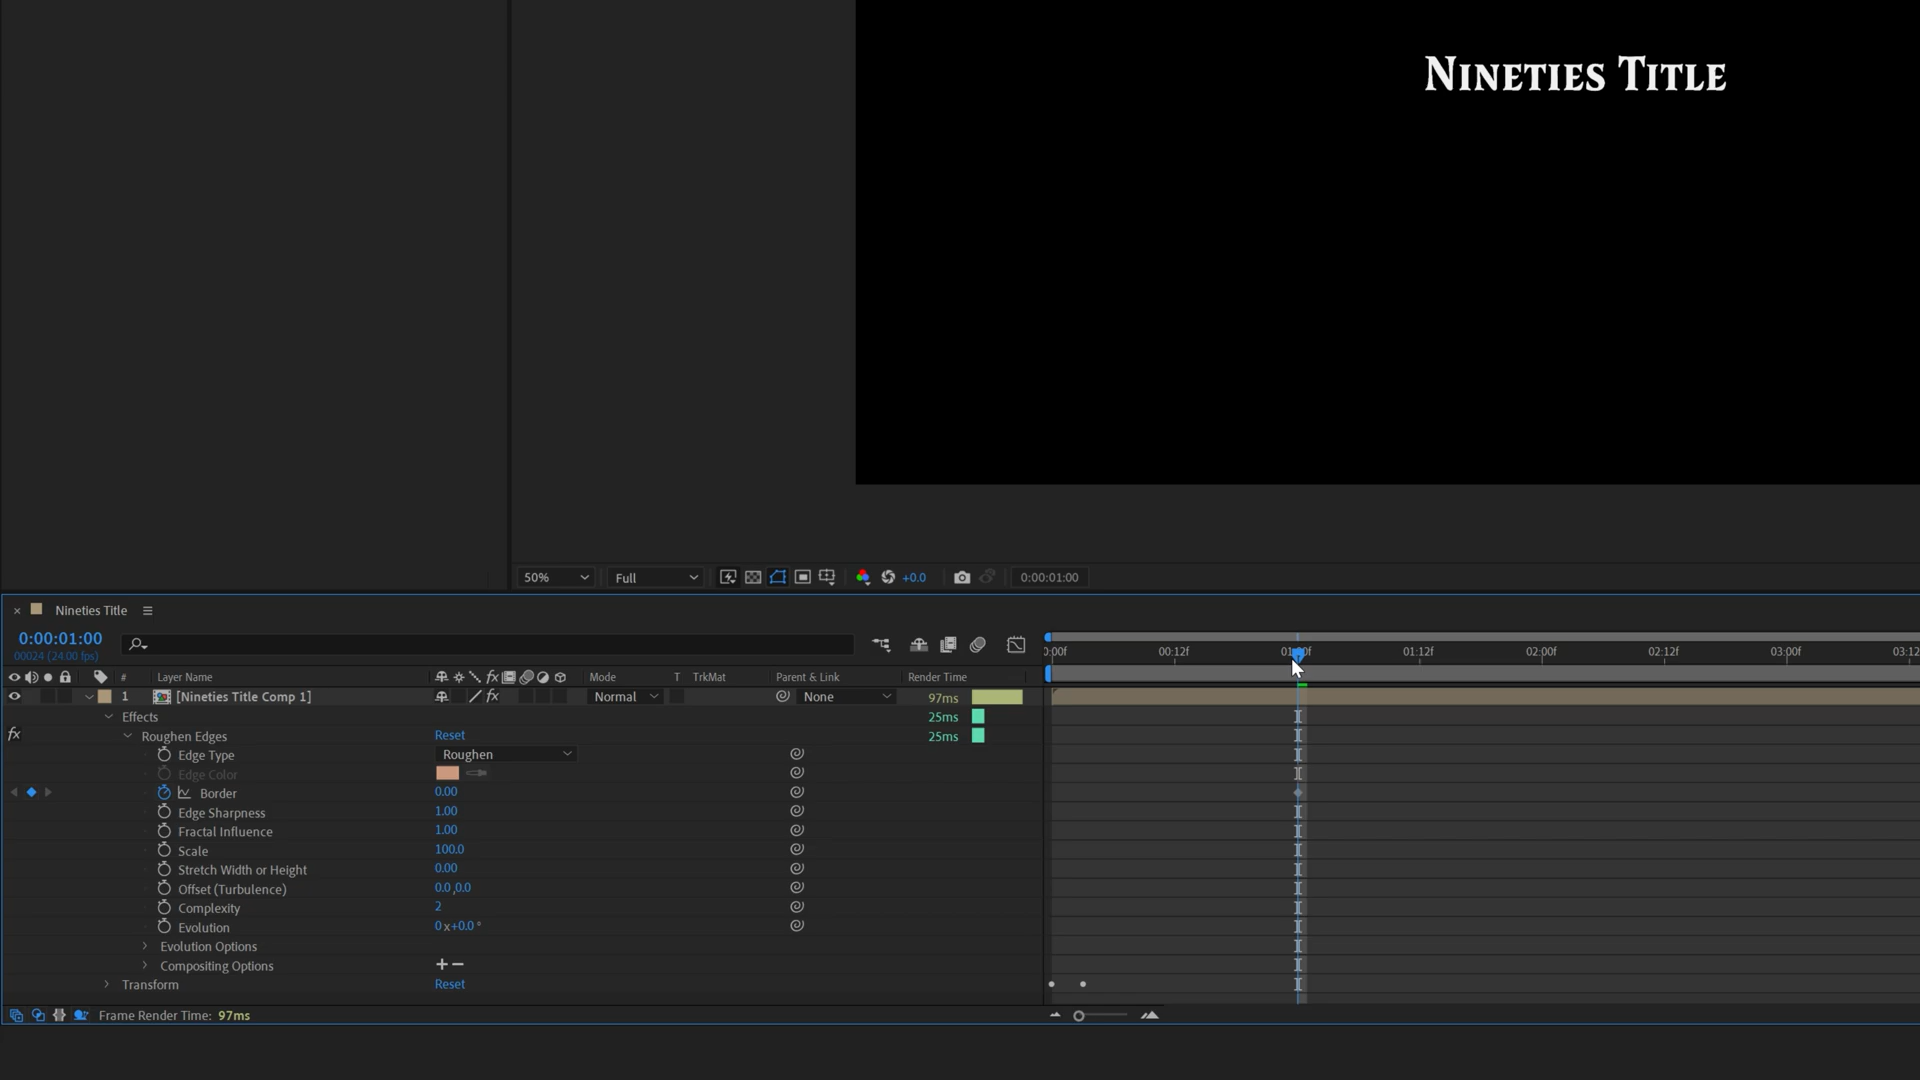 Nineties Title
50% Full +0.0 0:00:01:00
× Nineties Title
0:00:01:00
00024 (24.00 fps)
0:00f 00:12f 01:00f 01:12f 02:00f 02:12f 03:00f 03:12
# Layer Name fx Mode T TrkMat Parent & Link Render Time
1 [Nineties Title Comp 1] fx Normal None 97ms
Effects 25ms
fx Roughen Edges Reset 25ms
Edge Type Roughen
Edge Color
Border 0.00
Edge Sharpness 1.00
Fractal Influence 1.00
Scale 100.0
Stretch Width or Height 0.00
Offset (Turbulence) 0.0,0.0
Complexity 2
Evolution 0x+0.0°
Evolution Options
Compositing Options +−
Transform Reset
Frame Render Time: 97ms